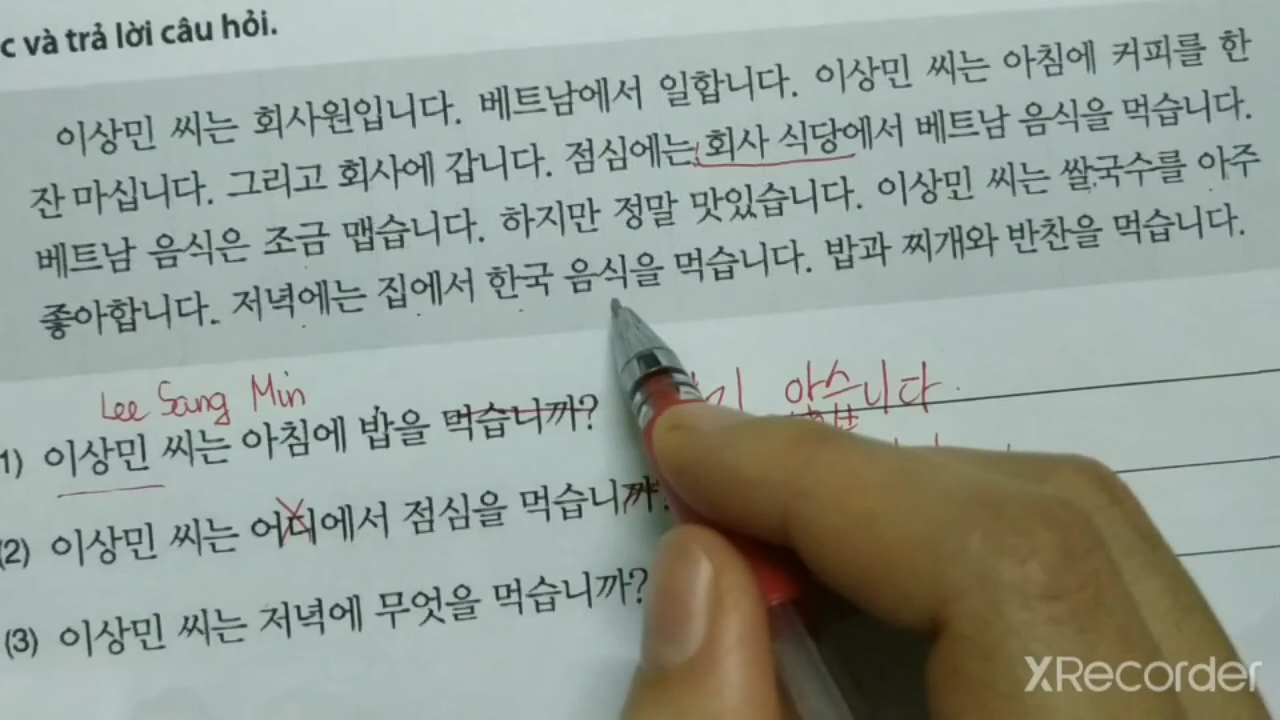 c và trả lời câu hỏi.
이상민 씨는 회사원입니다. 베트남에서 일합니다. 이상민 씨는 아침에 커피를 한
잔 마십니다. 그리고 회사에 갑니다. 점심에는 회사 식당에서 베트남 음식을 먹습니다.
베트남 음식은 조금 맵습니다. 하지만 정말 맛있습니다. 이상민 씨는 쌀국수를 아주
좋아합니다. 저녁에는 집에서 한국 음식을 먹습니다. 밥과 찌개와 반찬을 먹습니다.
Lee Sang Min
1) 이상민 씨는 아침에 밥을 먹습니까? 지 않습니다.
(2) 이상민 씨는 어디에서 점심을 먹습니까?
(3) 이상민 씨는 저녁에 무엇을 먹습니까?
XRecorder